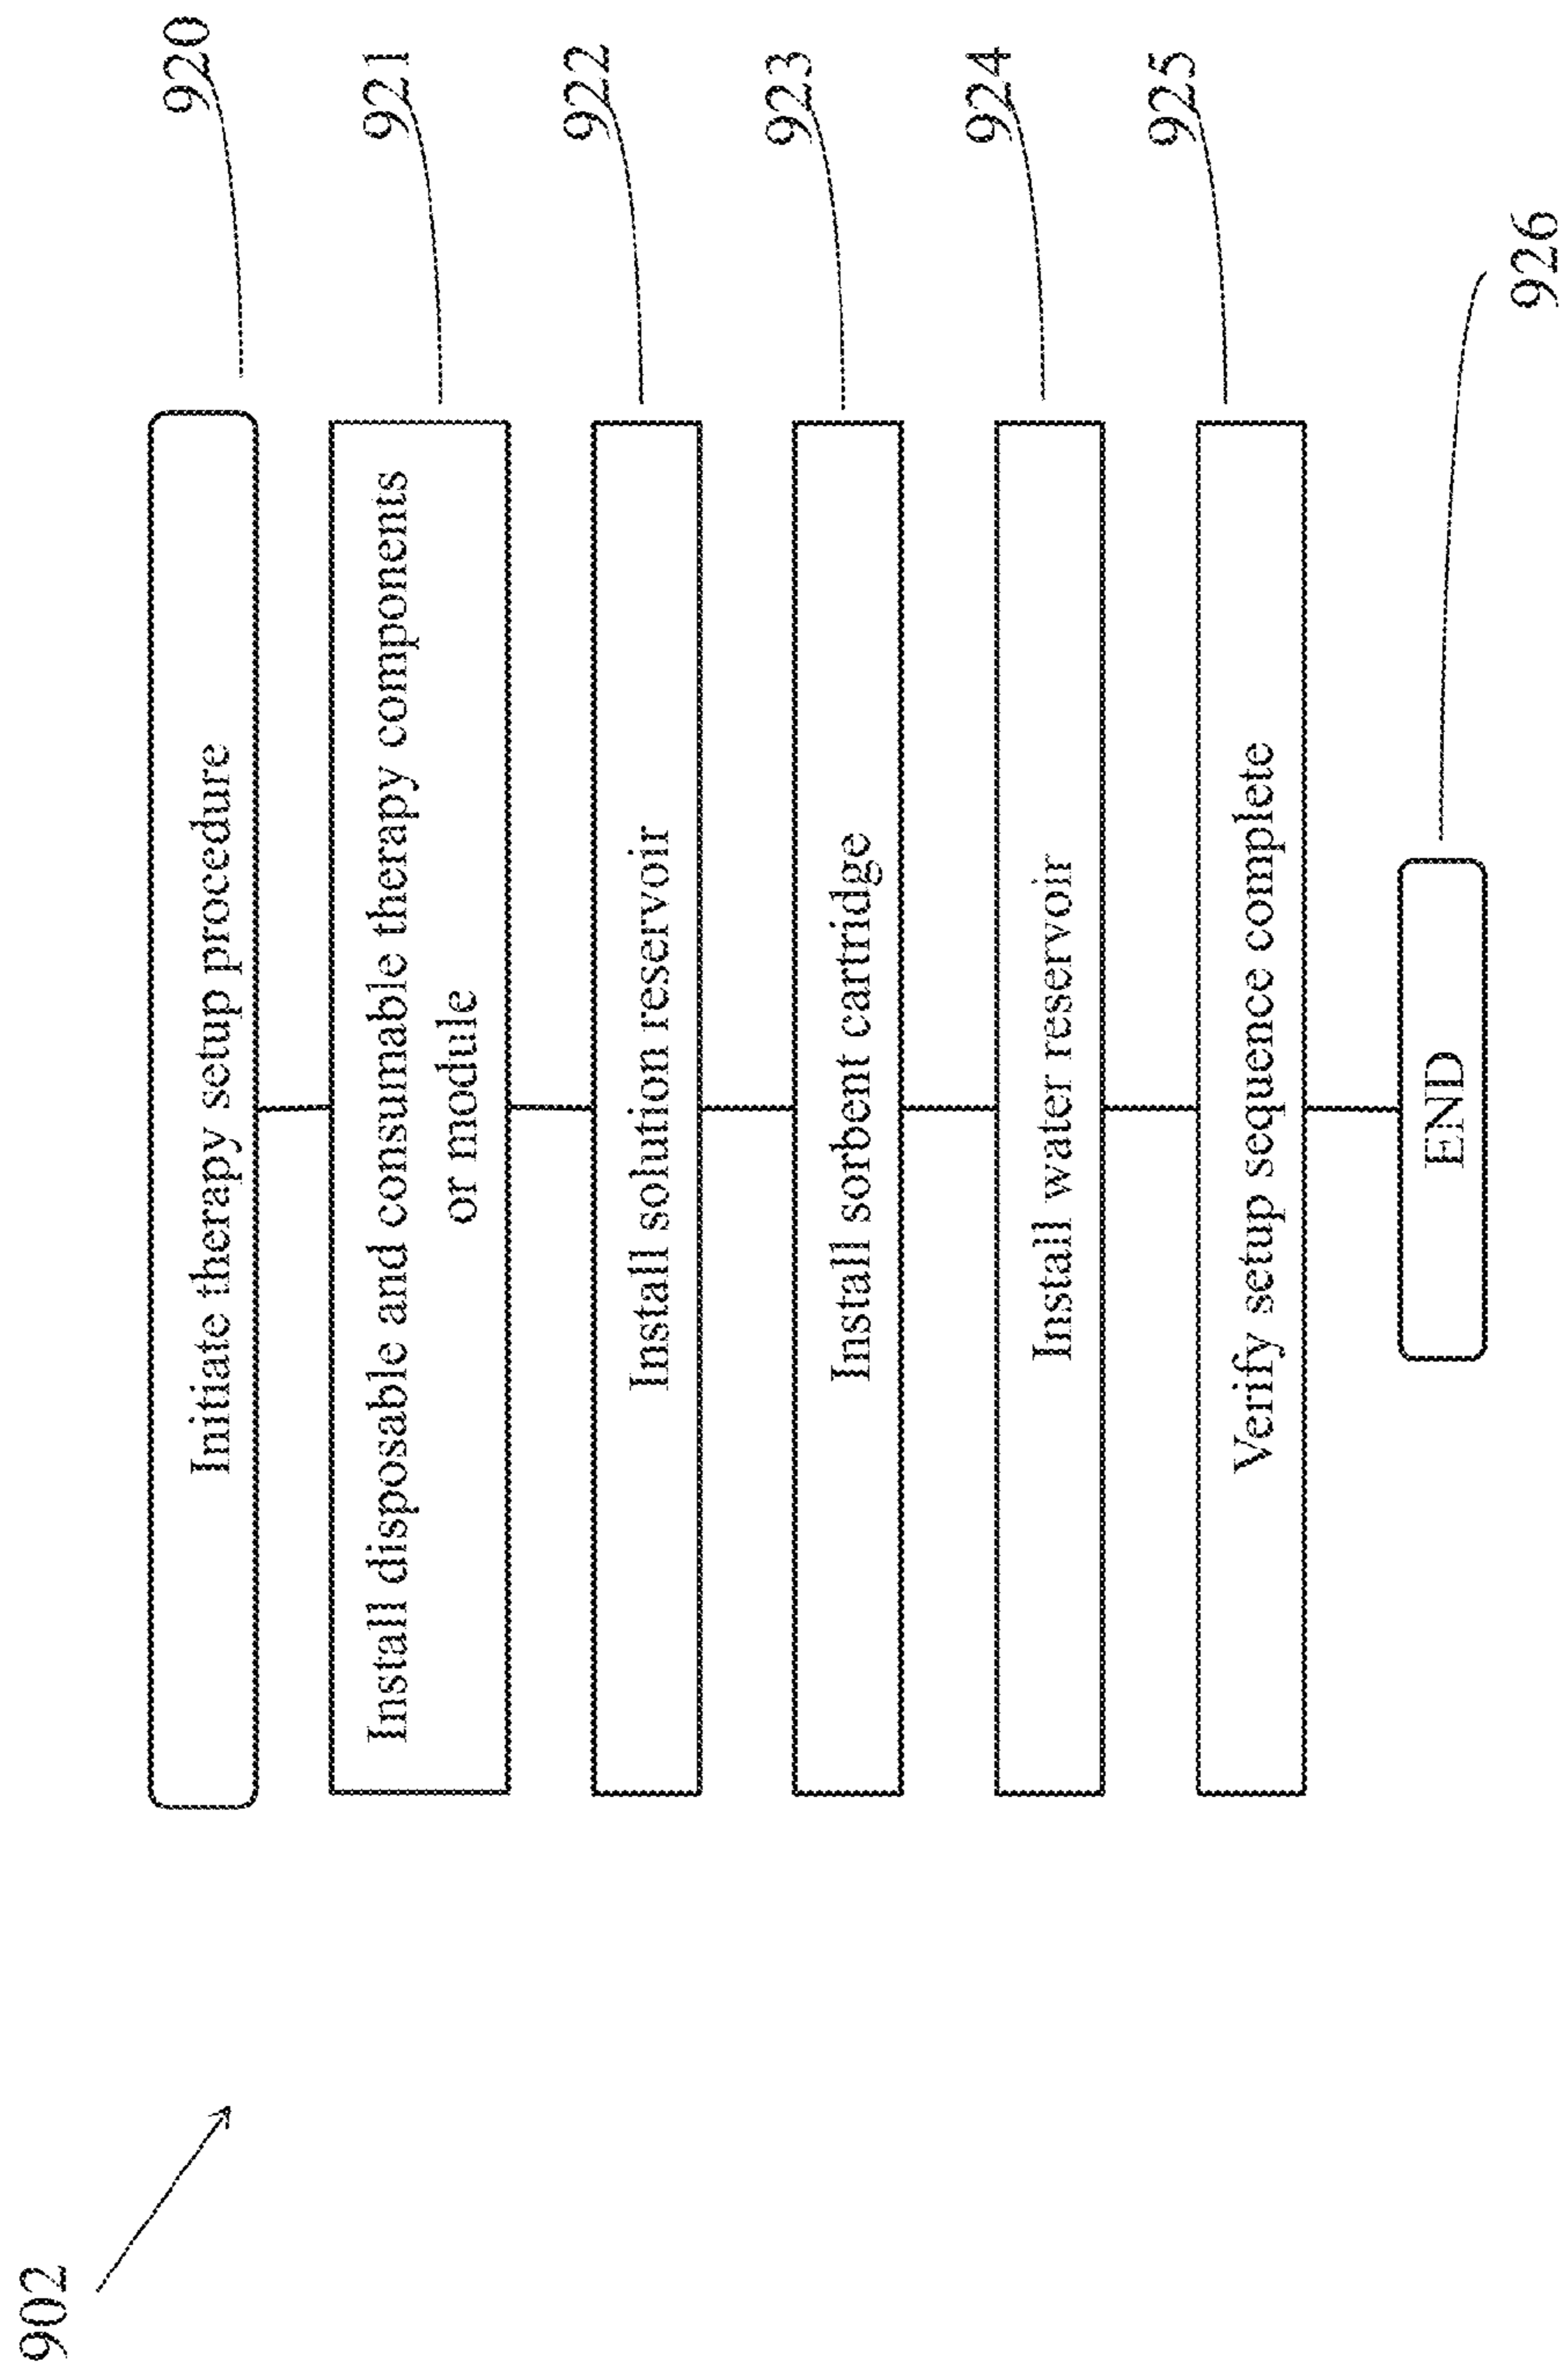 902
Initiate therapy setup procedure
920
Install disposable and consumable therapy components
or module
921
Install solution reservoir
922
Install sorbent cartridge
923
Install water reservoir
924
Verify setup sequence complete
925
END
926